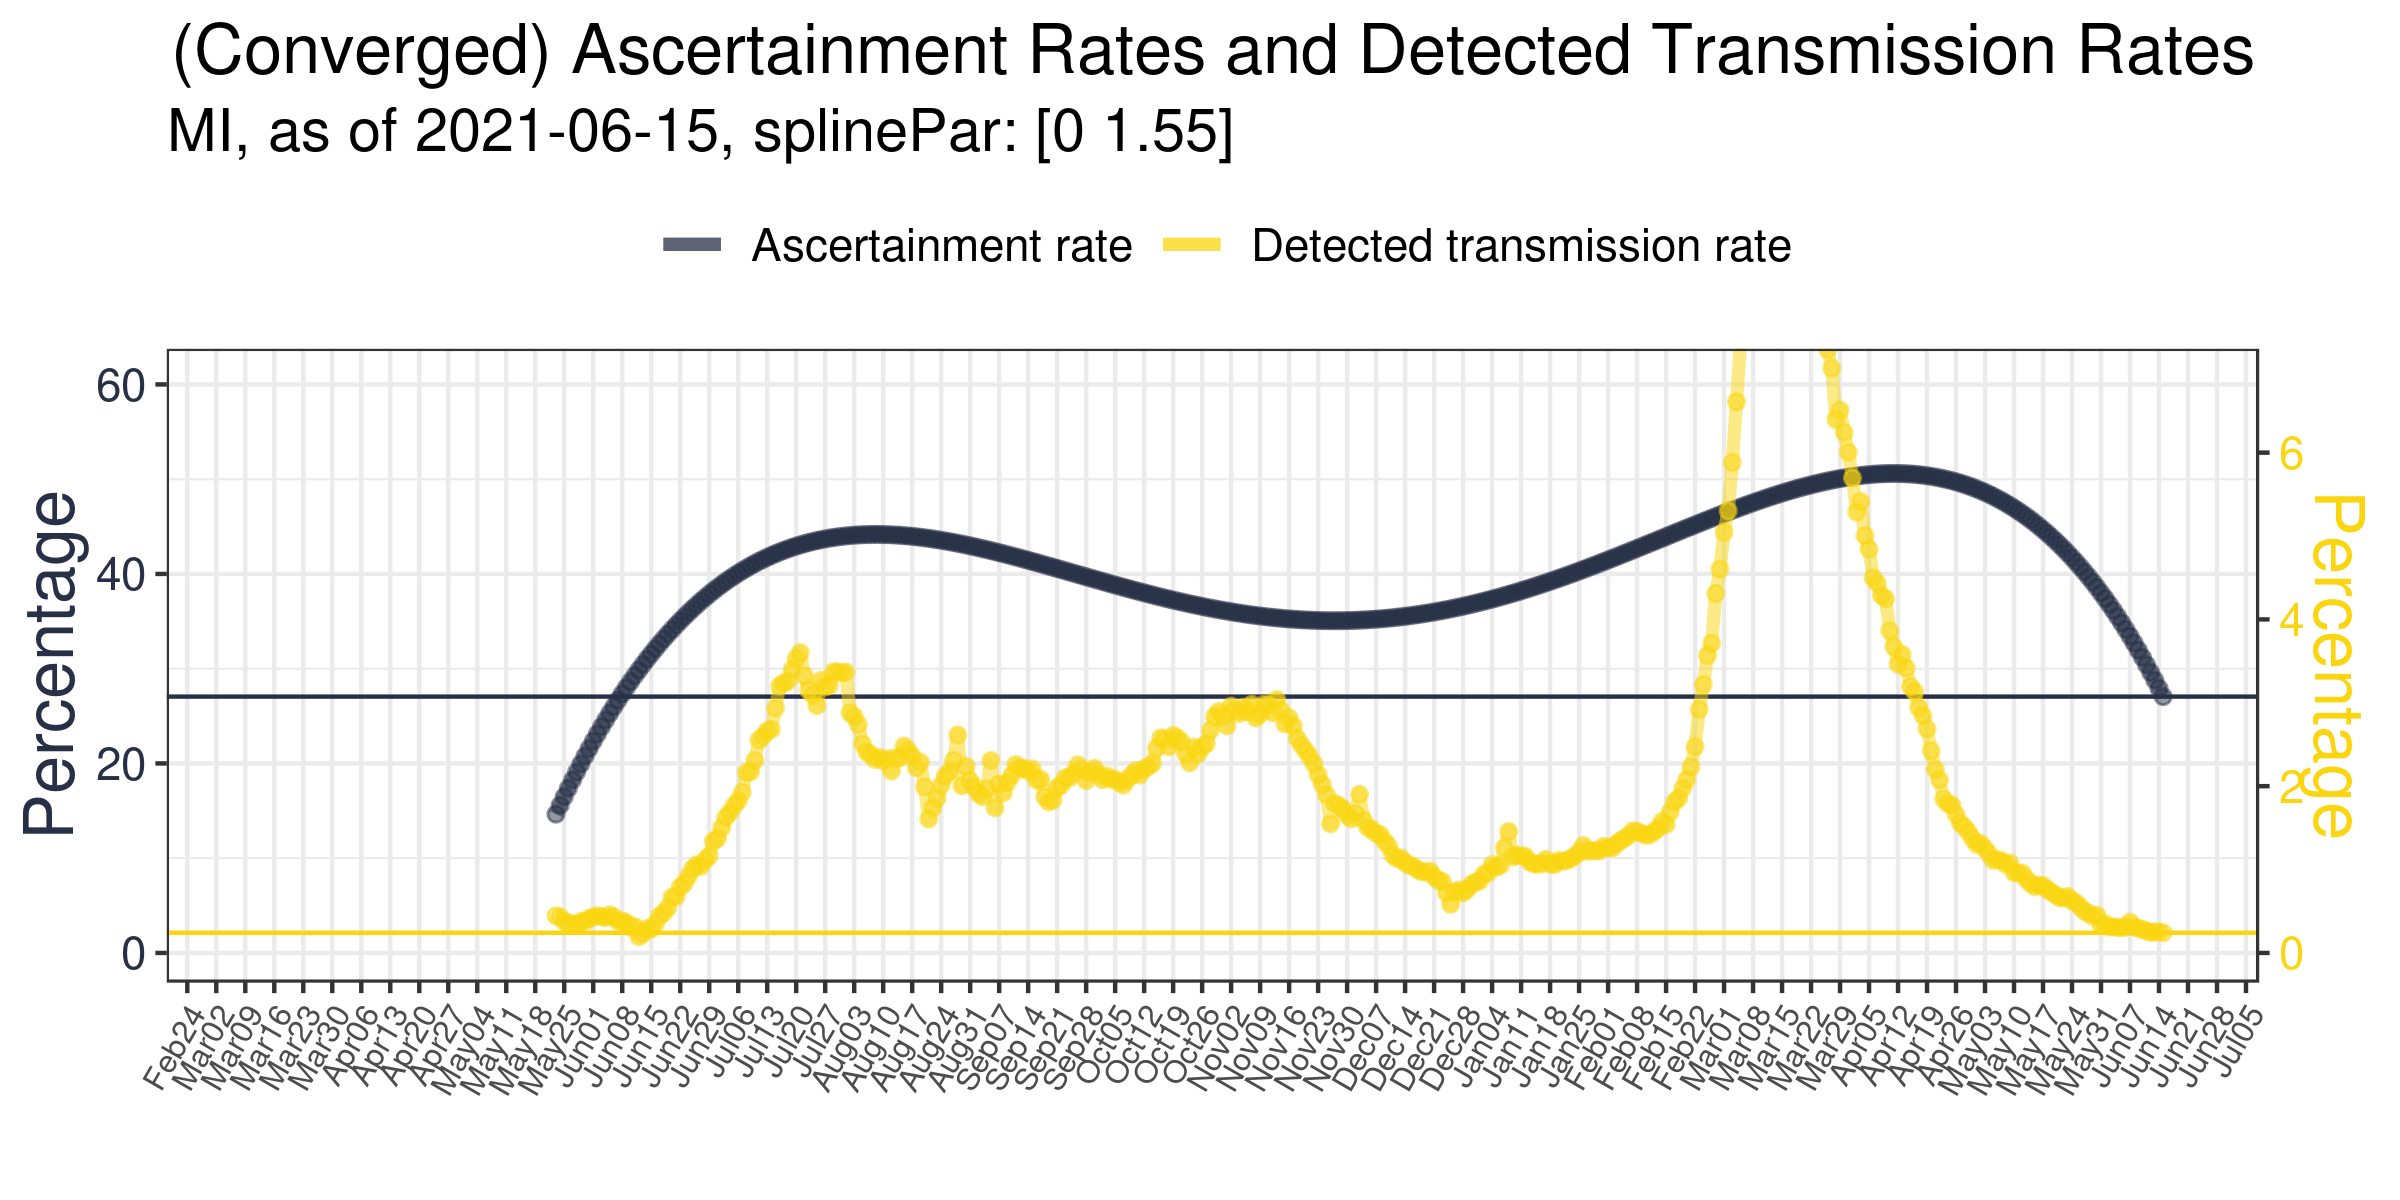 (Converged) Ascertainment Rates and Detected Transmission Rates
MI, as of 2021-06-15, splinePar: [0 1.55]
Ascertainment rate
Detected transmission rate
Percentage
60
40
20
0
6
4
2
0
Percentage
Feb24
Mar02
Mar09
Mar16
Mar23
Mar30
Apr06
Apr13
Apr20
Apr27
May04
May11
May18
May25
Jun01
Jun08
Jun15
Jun22
Jun29
Jul06
Jul13
Jul20
Jul27
Aug03
Aug10
Aug17
Aug24
Aug31
Sep07
Sep14
Sep21
Sep28
Oct05
Oct12
Oct19
Oct26
Nov02
Nov09
Nov16
Nov23
Nov30
Dec07
Dec14
Dec21
Dec28
Jan04
Jan11
Jan18
Jan25
Feb01
Feb08
Feb15
Feb22
Mar01
Mar08
Mar15
Mar22
Mar29
Mar05
Apr12
Apr19
Apr26
May03
May10
May17
May24
May31
Jun07
Jun14
Jun21
Jun28
Jul05